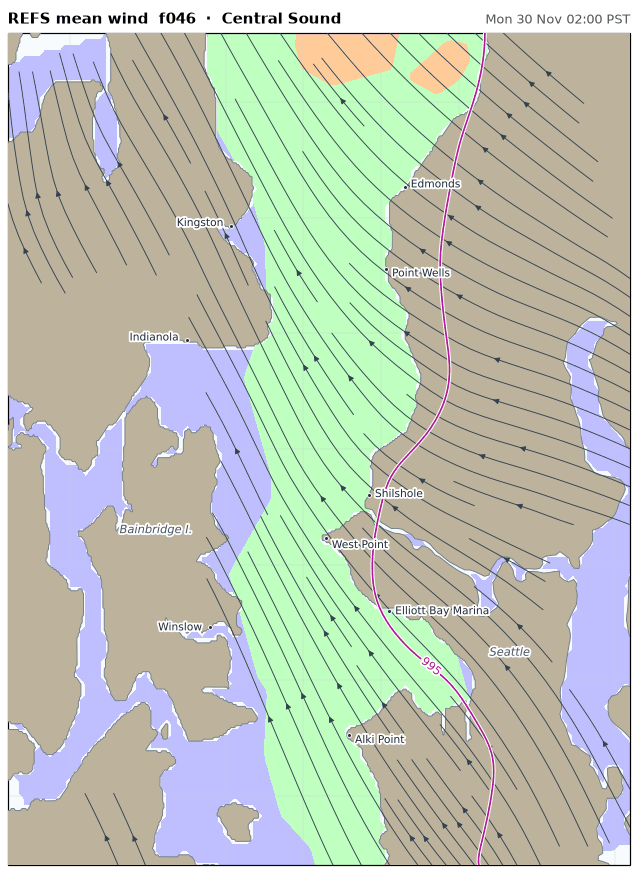 REFS mean wind f046 · Central Sound
Mon 30 Nov 02:00 PST
Edmonds
Kingston
Point Wells
Indianola
Shilshole
Bainbridge I.
West Point
Elliott Bay Marina
Winslow
Seattle
995
Alki Point